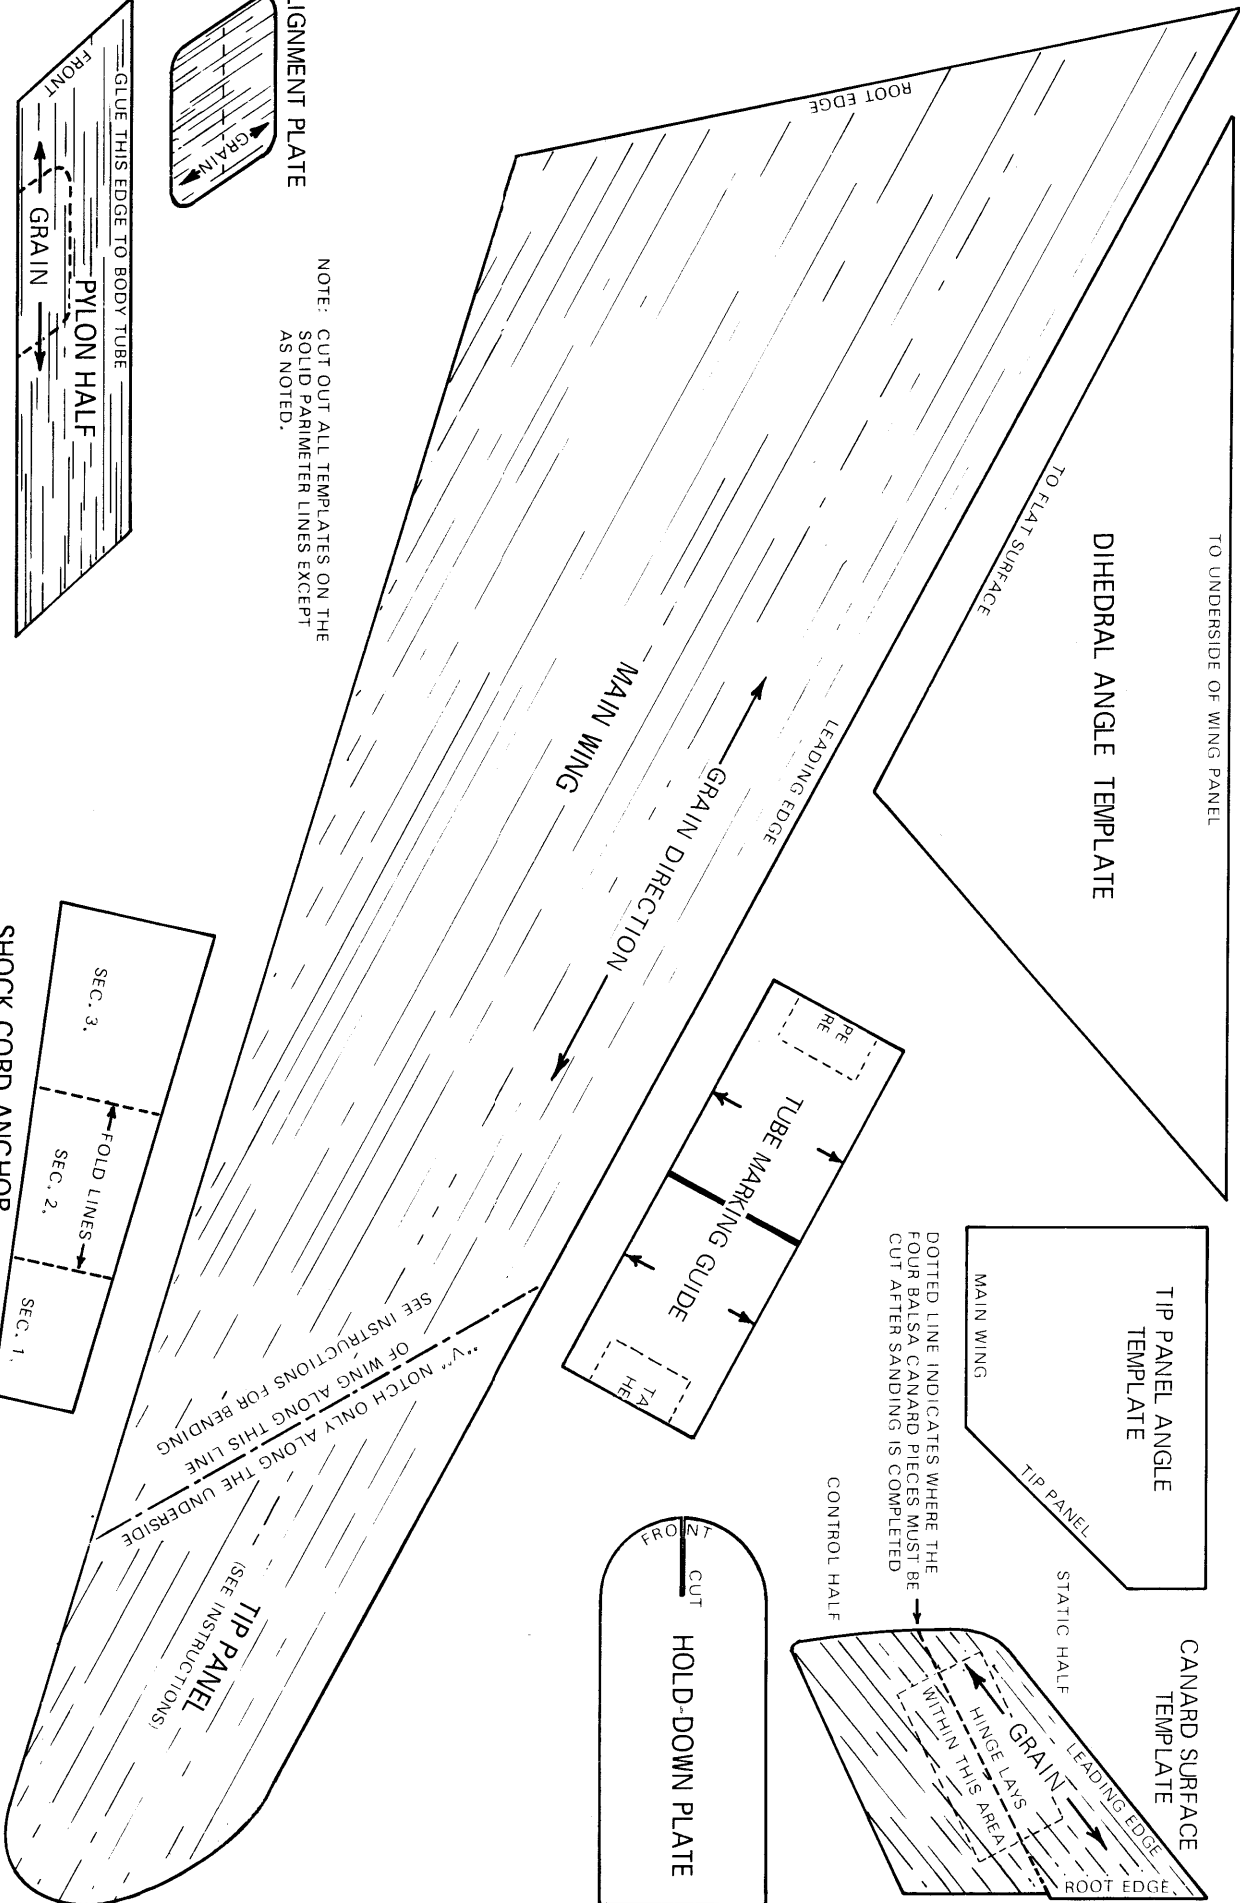 TO UNDERSIDE OF WING PANEL
DIHEDRAL ANGLE TEMPLATE
TO FLAT SURFACE
TIP PANEL ANGLE
TEMPLATE
MAIN WING
TIP PANEL
CANARD SURFACE
TEMPLATE
STATIC HALF
LEADING EDGE
ROOT EDGE
GRAIN
HINGE LAYS
WITHIN THIS AREA
DOTTED LINE INDICATES WHERE THE
FOUR BALSA CANARD PIECES MUST BE
CUT AFTER SANDING IS COMPLETED
CONTROL HALF
ROOT EDGE
LEADING EDGE
GRAIN DIRECTION
MAIN WING
TUBE MARKING GUIDE
PE
RE
TA
HE
FRONT
CUT
HOLD-DOWN PLATE
"V" NOTCH ONLY ALONG THE UNDERSIDE
OF WING ALONG THIS LINE
SEE INSTRUCTIONS FOR BENDING
TIP PANEL
(SEE INSTRUCTIONS)
NOTE: CUT OUT ALL TEMPLATES ON THE
SOLID PARIMETER LINES EXCEPT
AS NOTED.
IGNMENT PLATE
GRAIN
GLUE THIS EDGE TO BODY TUBE
FRONT
PYLON HALF
GRAIN
SEC. 3.
FOLD LINES
SEC. 2.
SEC. 1.
SHOCK CORD ANCHOR